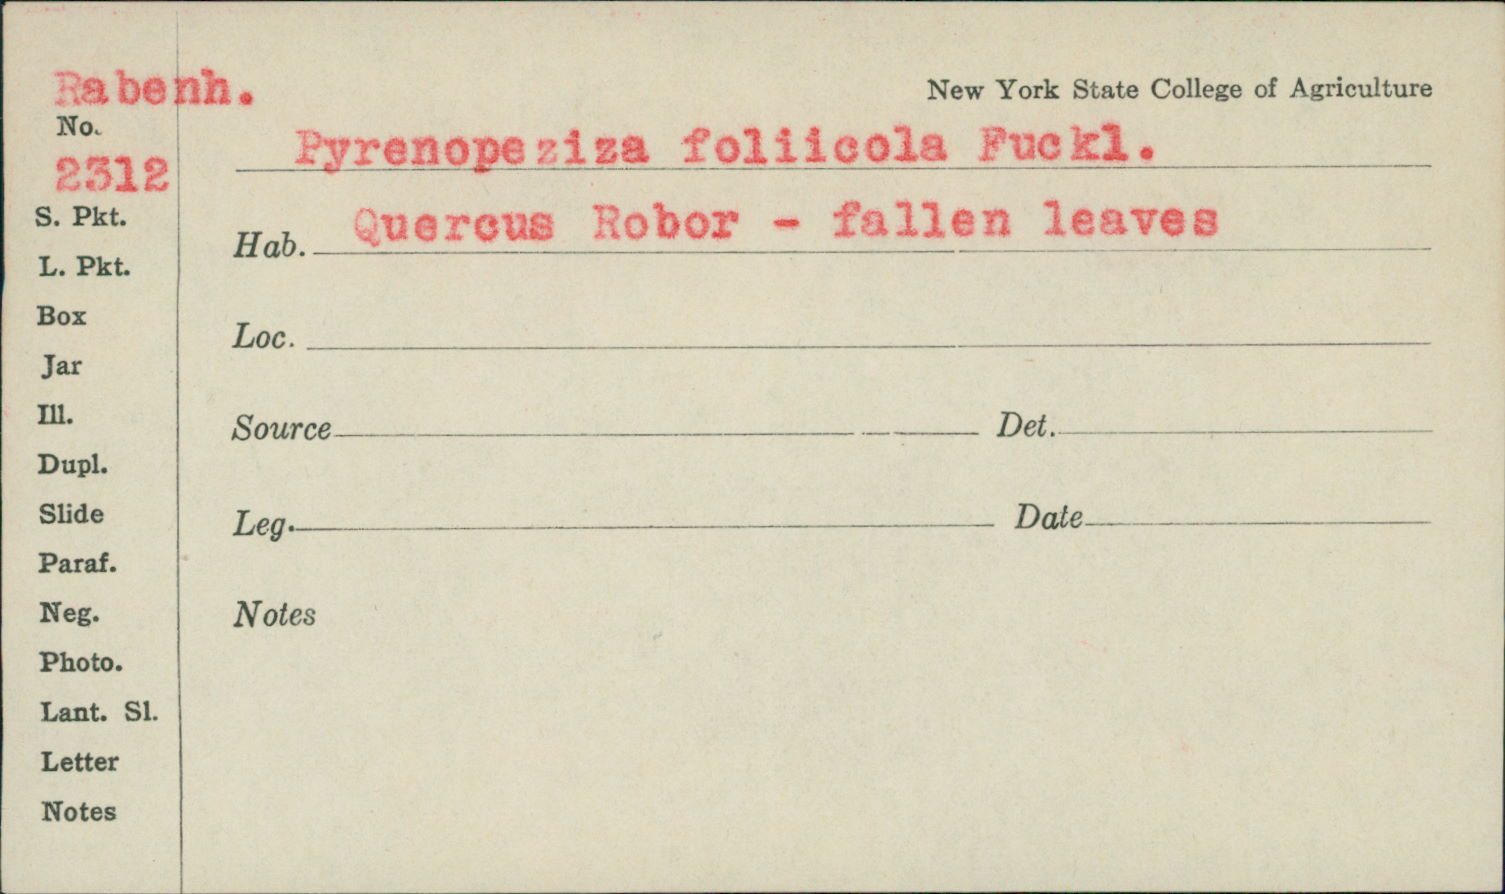 Rabenh.
New York State College of Agriculture
No.
Pyrenopeziza foliicola Fuckl.
2312
S. Pkt.
Hab. Quercus Robor - fallen leaves
L. Pkt.
Box
Loc.
Jar
Ill.
Source Det.
Dupl.
Slide
Leg. Date
Paraf.
Neg.
Notes
Photo.
Lant. Sl.
Letter
Notes